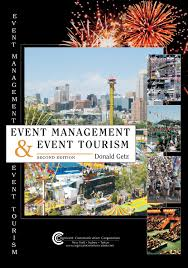 EVENT MANAGEMENT
EVENT TOURISM
EVENT MANAGEMENT
& EVENT TOURISM
SECOND EDITION
Donald Getz
Cognizant Communication Corporation
New York • Sydney • Tokyo